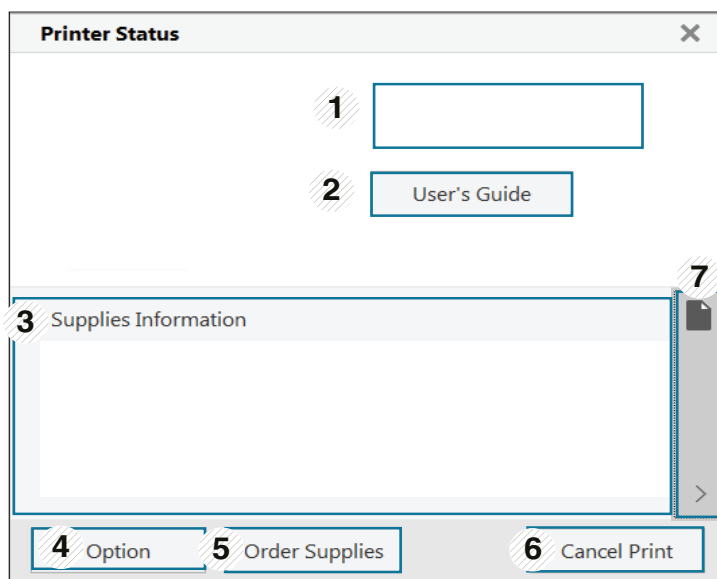 Printer Status
1
2 User's Guide
7
3 Supplies Information
4 Option 5 Order Supplies 6 Cancel Print